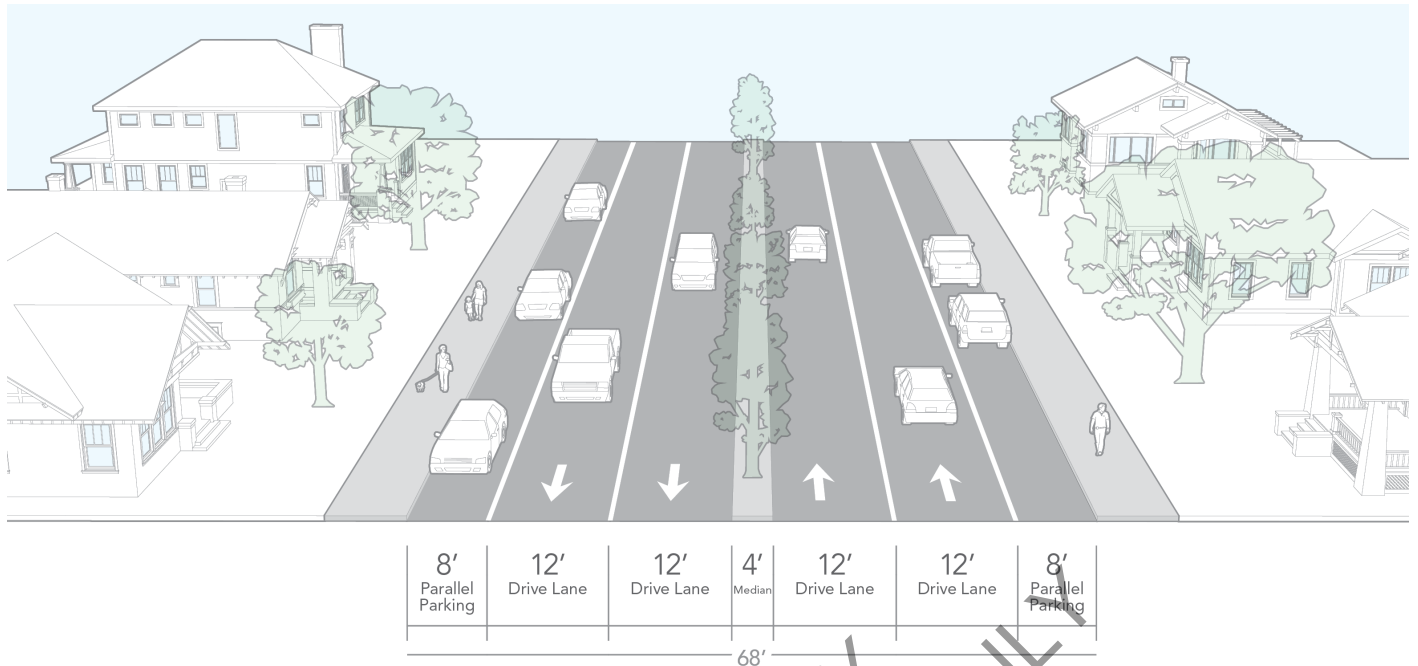 8’ 12’ 12’ 4’ 12’ 12’ 8’
Parallel Parking Drive Lane Drive Lane Median Drive Lane Drive Lane Parallel Parking
68’